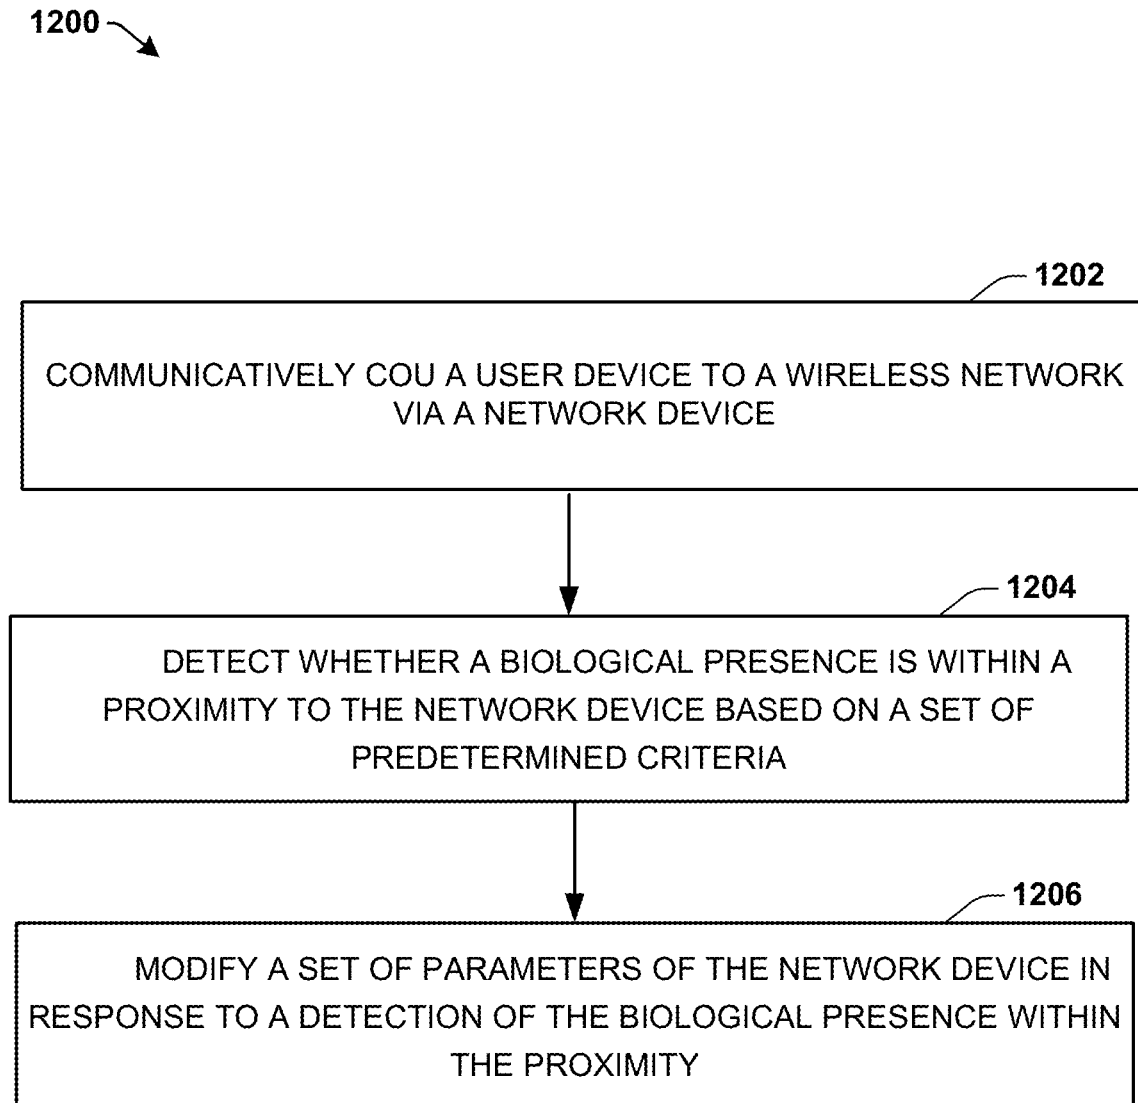 1200
1202
COMMUNICATIVELY COU A USER DEVICE TO A WIRELESS NETWORK
VIA A NETWORK DEVICE
1204
DETECT WHETHER A BIOLOGICAL PRESENCE IS WITHIN A
PROXIMITY TO THE NETWORK DEVICE BASED ON A SET OF
PREDETERMINED CRITERIA
1206
MODIFY A SET OF PARAMETERS OF THE NETWORK DEVICE IN
RESPONSE TO A DETECTION OF THE BIOLOGICAL PRESENCE WITHIN
THE PROXIMITY